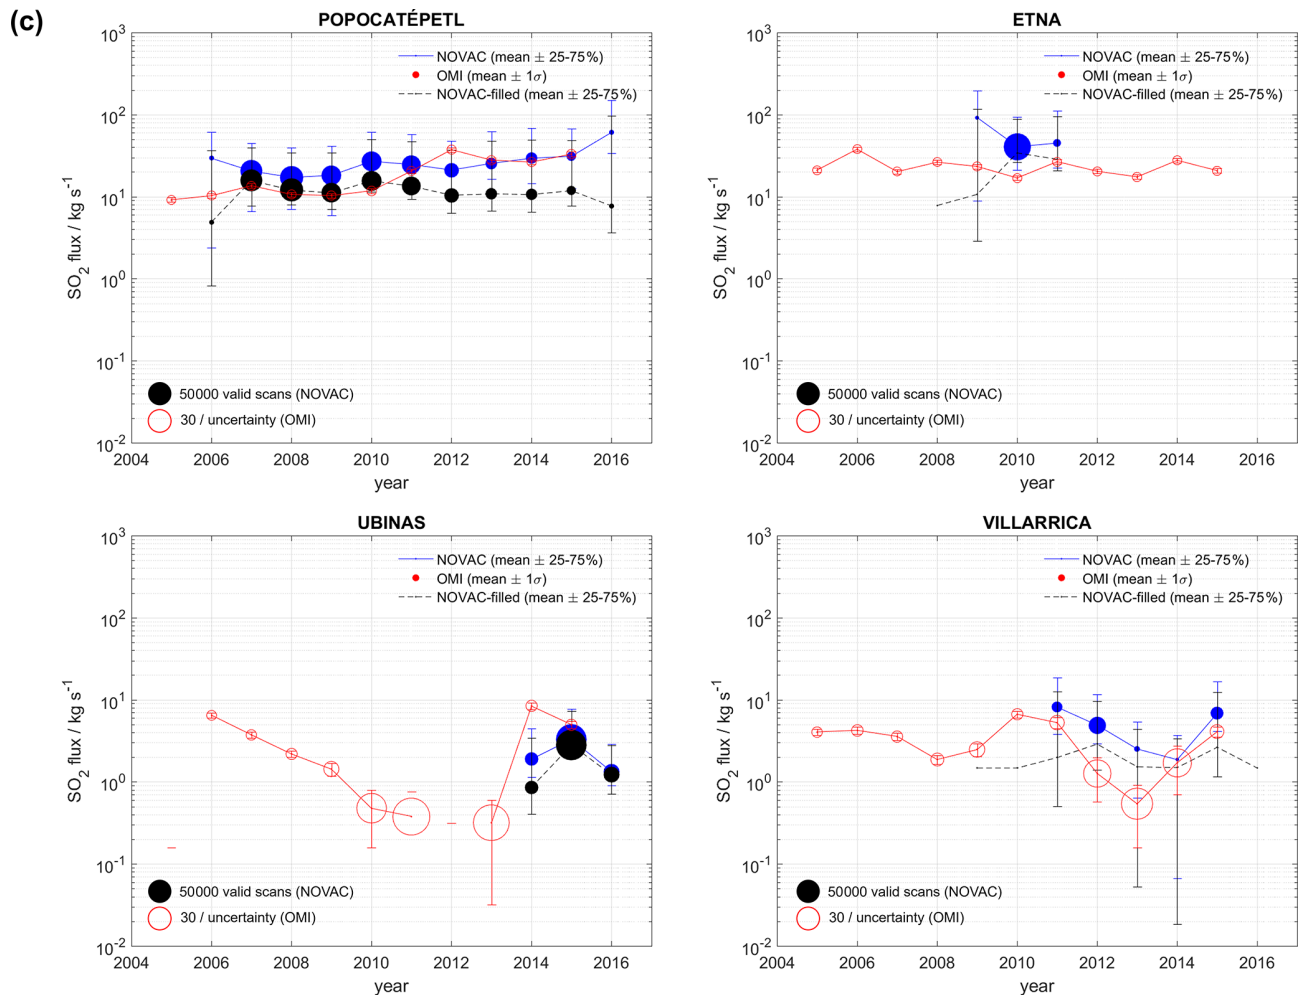 (c)
POPOCATÉPETL
NOVAC (mean ± 25-75%)
OMI (mean ± 1σ)
NOVAC-filled (mean ± 25-75%)
10³
10²
10¹
10⁰
10⁻¹
10⁻²
SO₂ flux / kg s⁻¹
50000 valid scans (NOVAC)
30 / uncertainty (OMI)
2004 2006 2008 2010 2012 2014 2016
year
ETNA
NOVAC (mean ± 25-75%)
OMI (mean ± 1σ)
NOVAC-filled (mean ± 25-75%)
10³
10²
10¹
10⁰
10⁻¹
10⁻²
SO₂ flux / kg s⁻¹
50000 valid scans (NOVAC)
30 / uncertainty (OMI)
2004 2006 2008 2010 2012 2014 2016
year
UBINAS
NOVAC (mean ± 25-75%)
OMI (mean ± 1σ)
NOVAC-filled (mean ± 25-75%)
10³
10²
10¹
10⁰
10⁻¹
10⁻²
SO₂ flux / kg s⁻¹
50000 valid scans (NOVAC)
30 / uncertainty (OMI)
2004 2006 2008 2010 2012 2014 2016
year
VILLARRICA
NOVAC (mean ± 25-75%)
OMI (mean ± 1σ)
NOVAC-filled (mean ± 25-75%)
10³
10²
10¹
10⁰
10⁻¹
10⁻²
SO₂ flux / kg s⁻¹
50000 valid scans (NOVAC)
30 / uncertainty (OMI)
2004 2006 2008 2010 2012 2014 2016
year